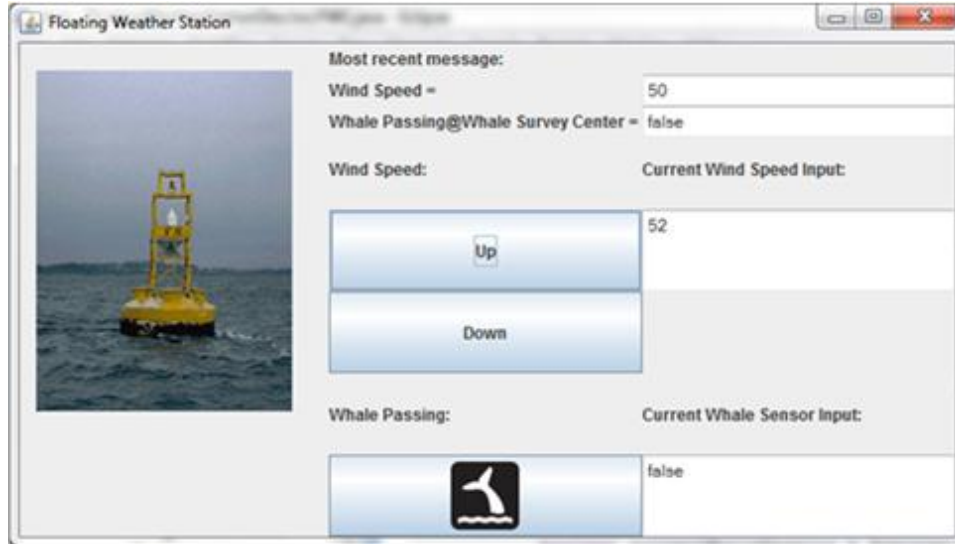 Floating Weather Station
Most recent message:
Wind Speed =
50
Whale Passing@Whale Survey Center =
false
Wind Speed:
Current Wind Speed Input:
Up
52
Down
Whale Passing:
Current Whale Sensor Input:
false